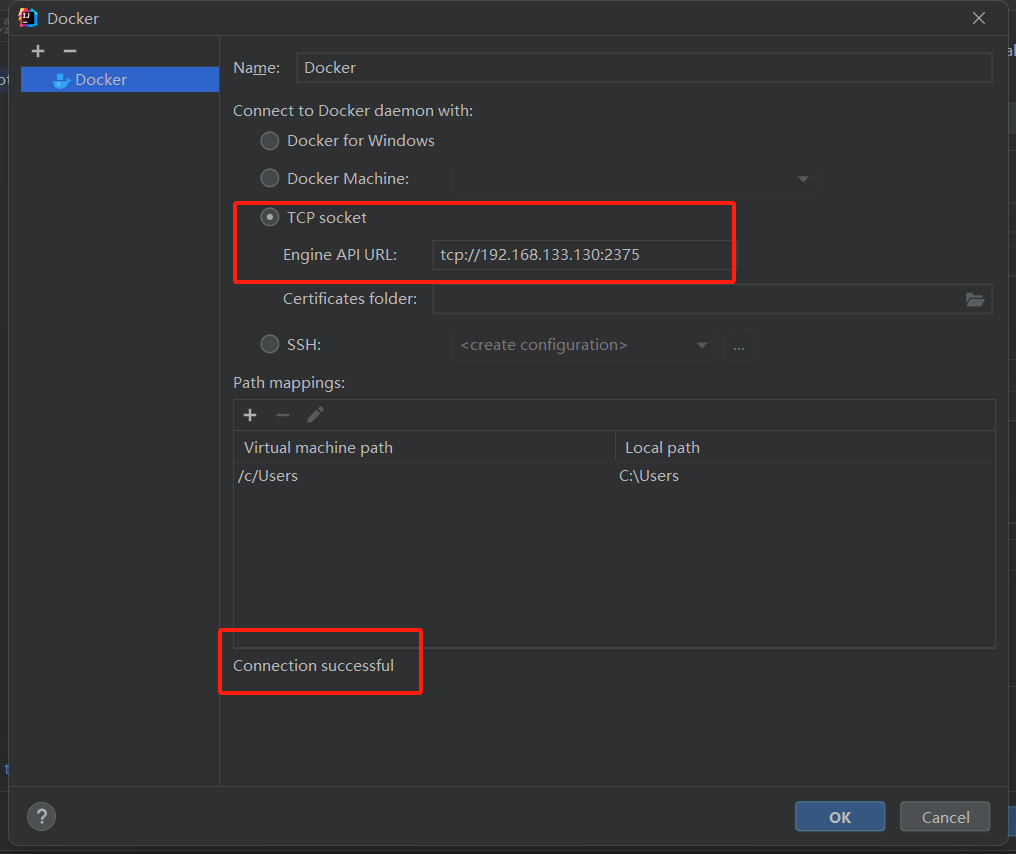 Docker
Docker
Name: Docker
Connect to Docker daemon with:
Docker for Windows
Docker Machine:
TCP socket
Engine API URL: tcp://192.168.133.130:2375
Certificates folder:
SSH: <create configuration> ...
Path mappings:
Virtual machine path Local path
/c/Users C:\Users
Connection successful
? OK Cancel